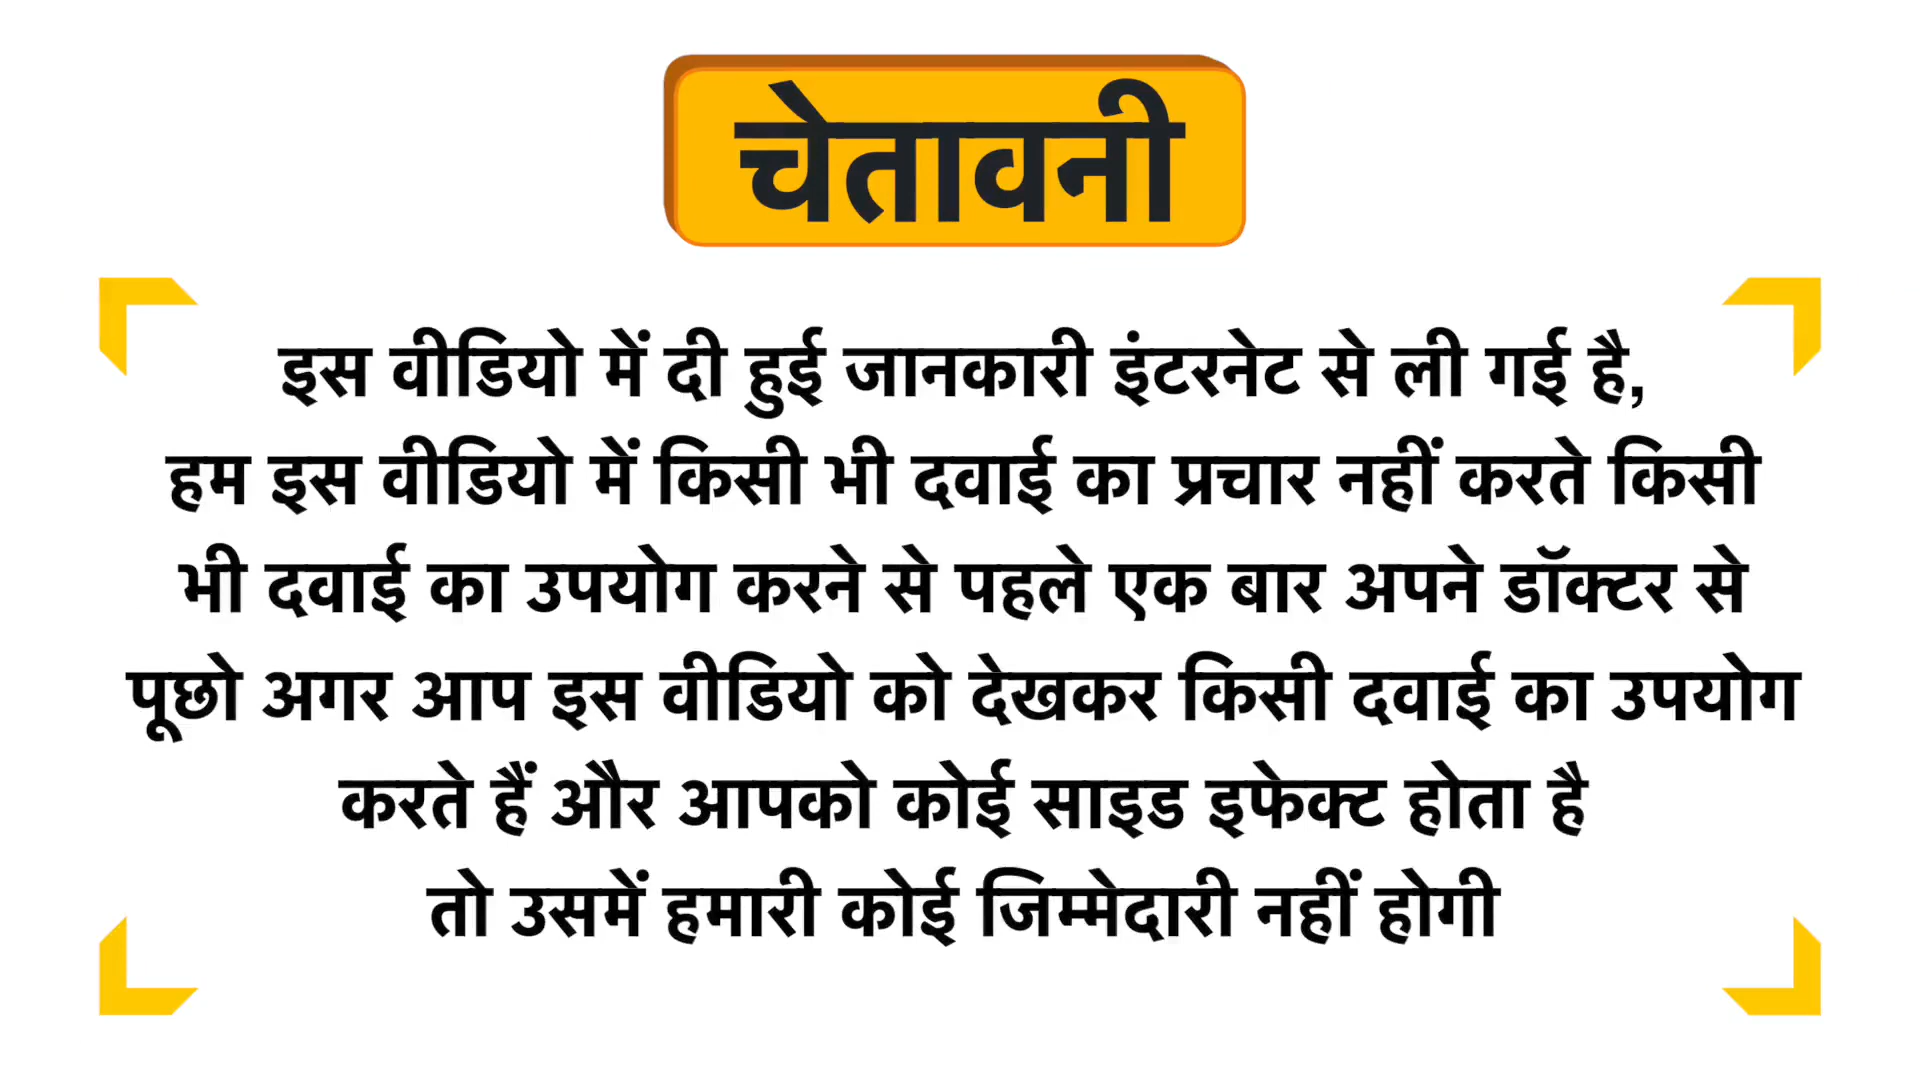 चेतावनी
इस वीडियो में दी हुई जानकारी इंटरनेट से ली गई है,
हम इस वीडियो में किसी भी दवाई का प्रचार नहीं करते किसी
भी दवाई का उपयोग करने से पहले एक बार अपने डॉक्टर से
पूछो अगर आप इस वीडियो को देखकर किसी दवाई का उपयोग
करते हैं और आपको कोई साइड इफेक्ट होता है
तो उसमें हमारी कोई जिम्मेदारी नहीं होगी